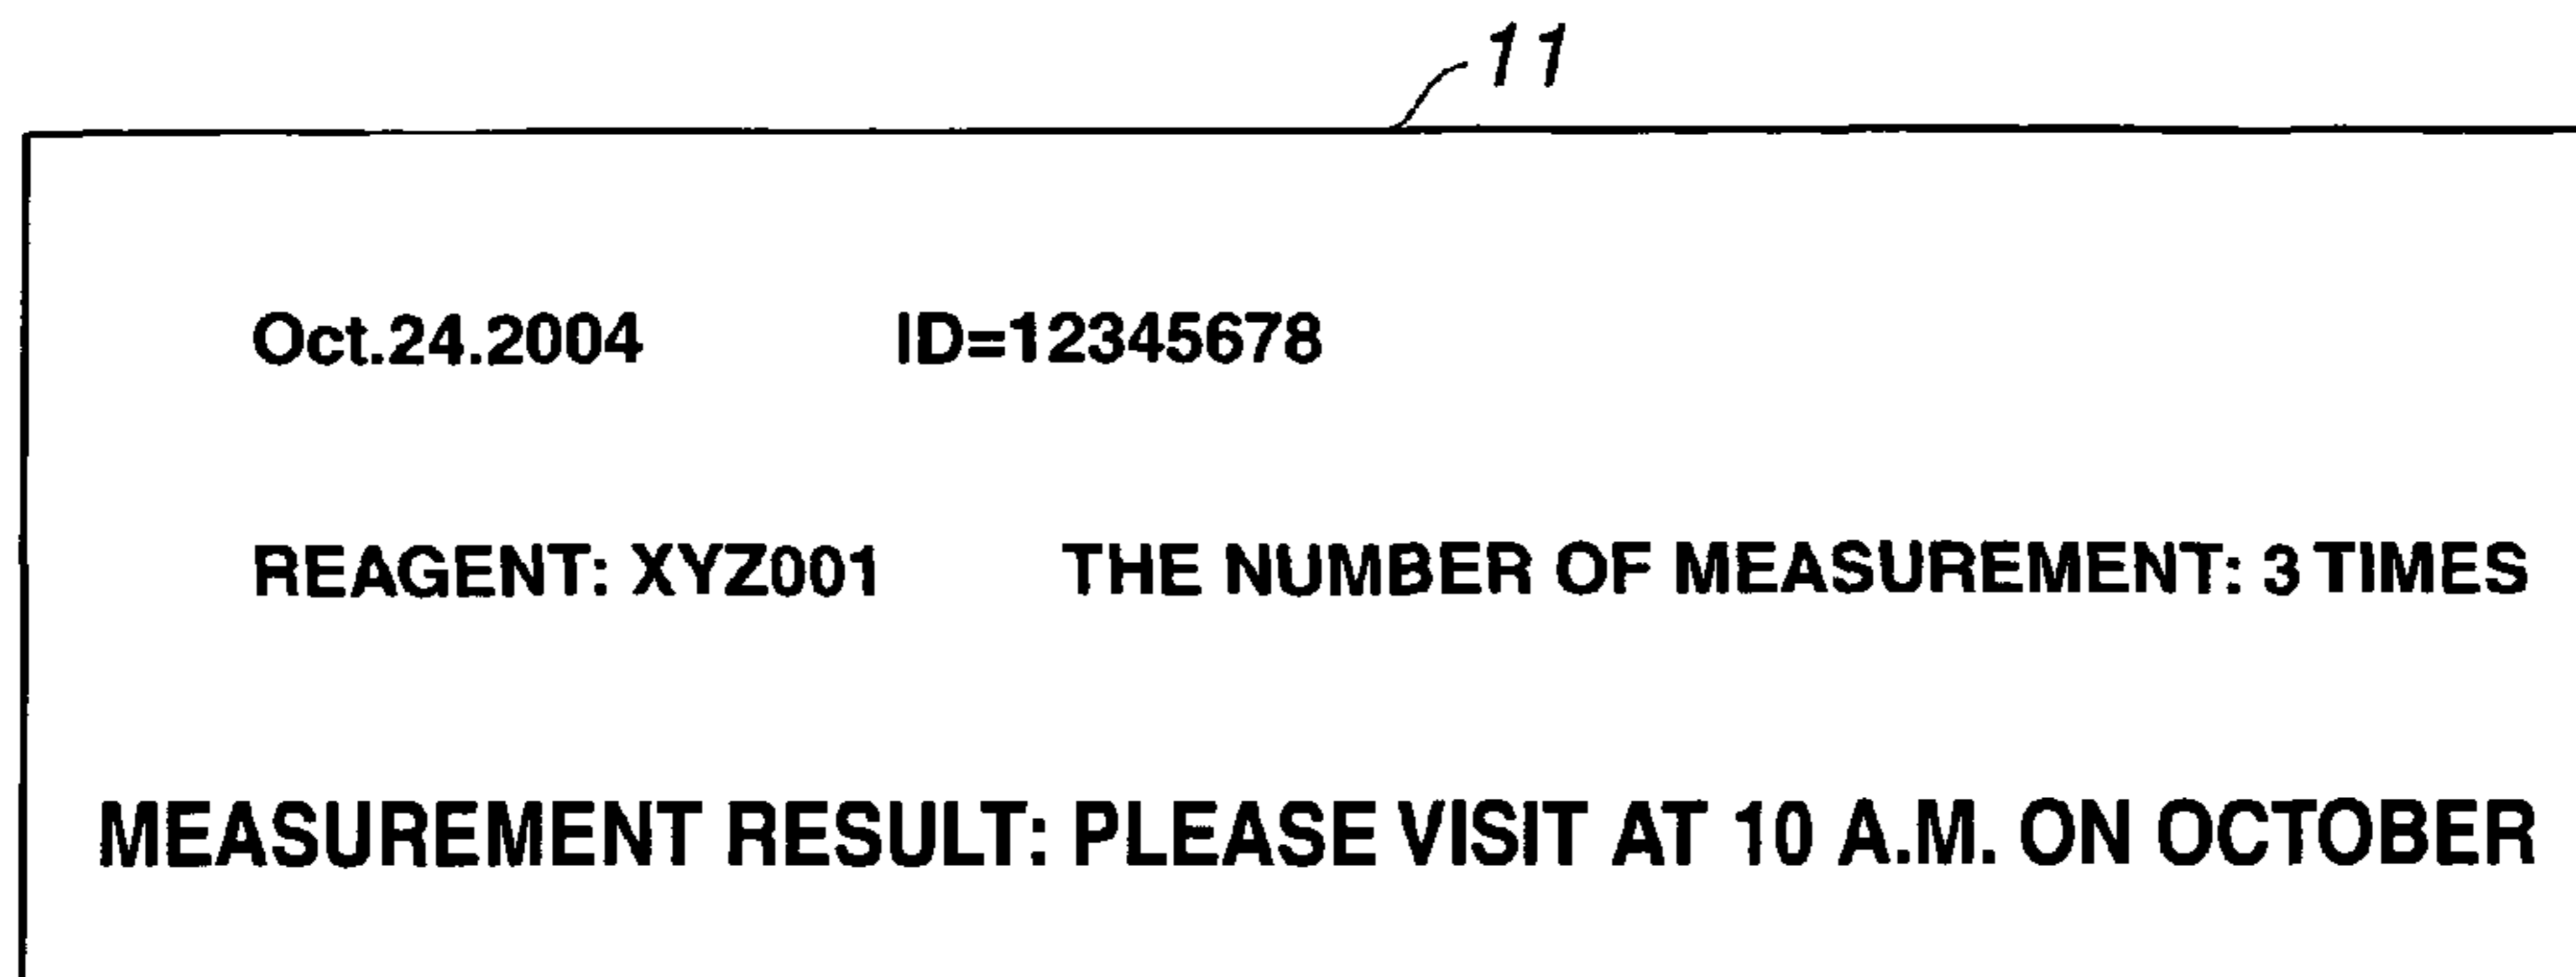 11
Oct.24.2004 ID=12345678
REAGENT: XYZ001 THE NUMBER OF MEASUREMENT: 3 TIMES
MEASUREMENT RESULT: PLEASE VISIT AT 10 A.M. ON OCTOBER